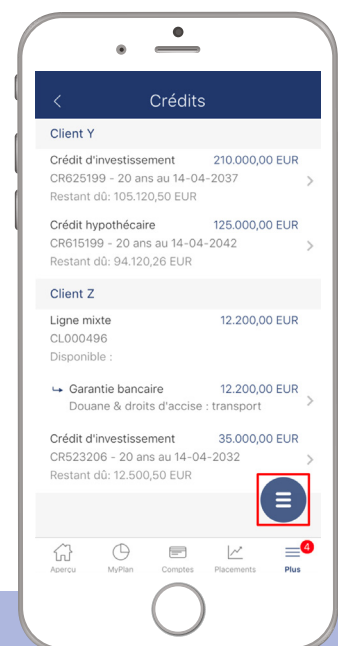 Crédits
Client Y
Crédit d'investissement 210.000,00 EUR
CR625199 - 20 ans au 14-04-2037
Restant dû: 105.120,50 EUR
Crédit hypothécaire 125.000,00 EUR
CR615199 - 20 ans au 14-04-2042
Restant dû: 94.120,26 EUR
Client Z
Ligne mixte 12.200,00 EUR
CL000496
Disponible :
Garantie bancaire 12.200,00 EUR
Douane & droits d'accise : transport
Crédit d'investissement 35.000,00 EUR
CR523206 - 20 ans au 14-04-2032
Restant dû: 12.500,50 EUR
4
Aperçu MyPlan Comptes Placements Plus